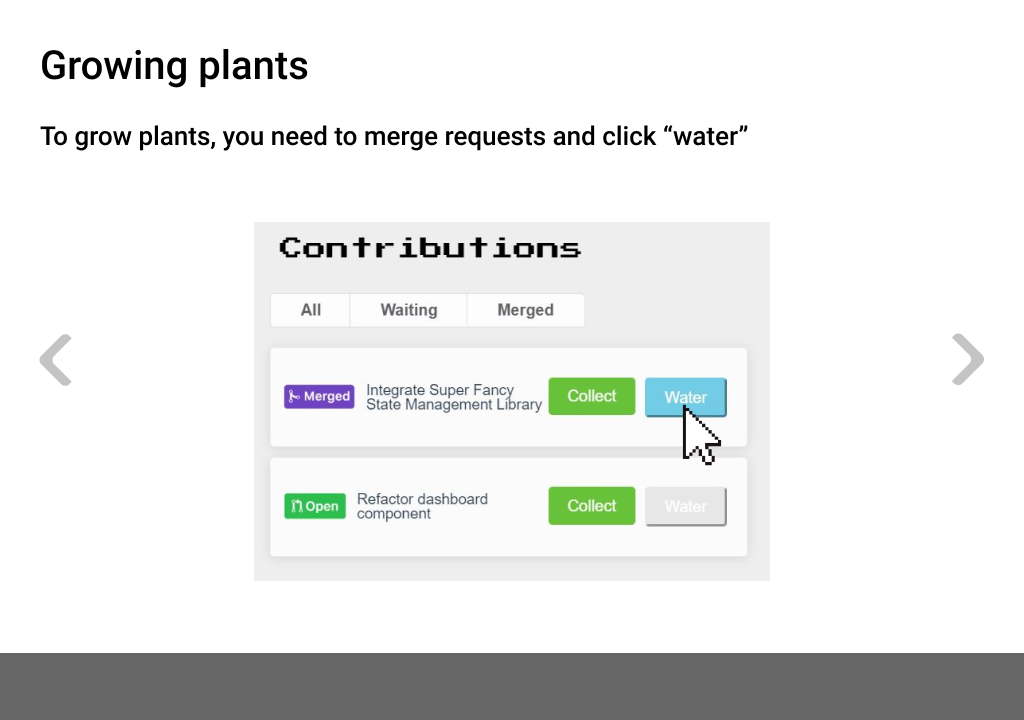 Growing plants
To grow plants, you need to merge requests and click “water”
Contributions
All Waiting Merged
Merged Integrate Super Fancy
State Management Library Collect Water
Open Refactor dashboard
component Collect Water